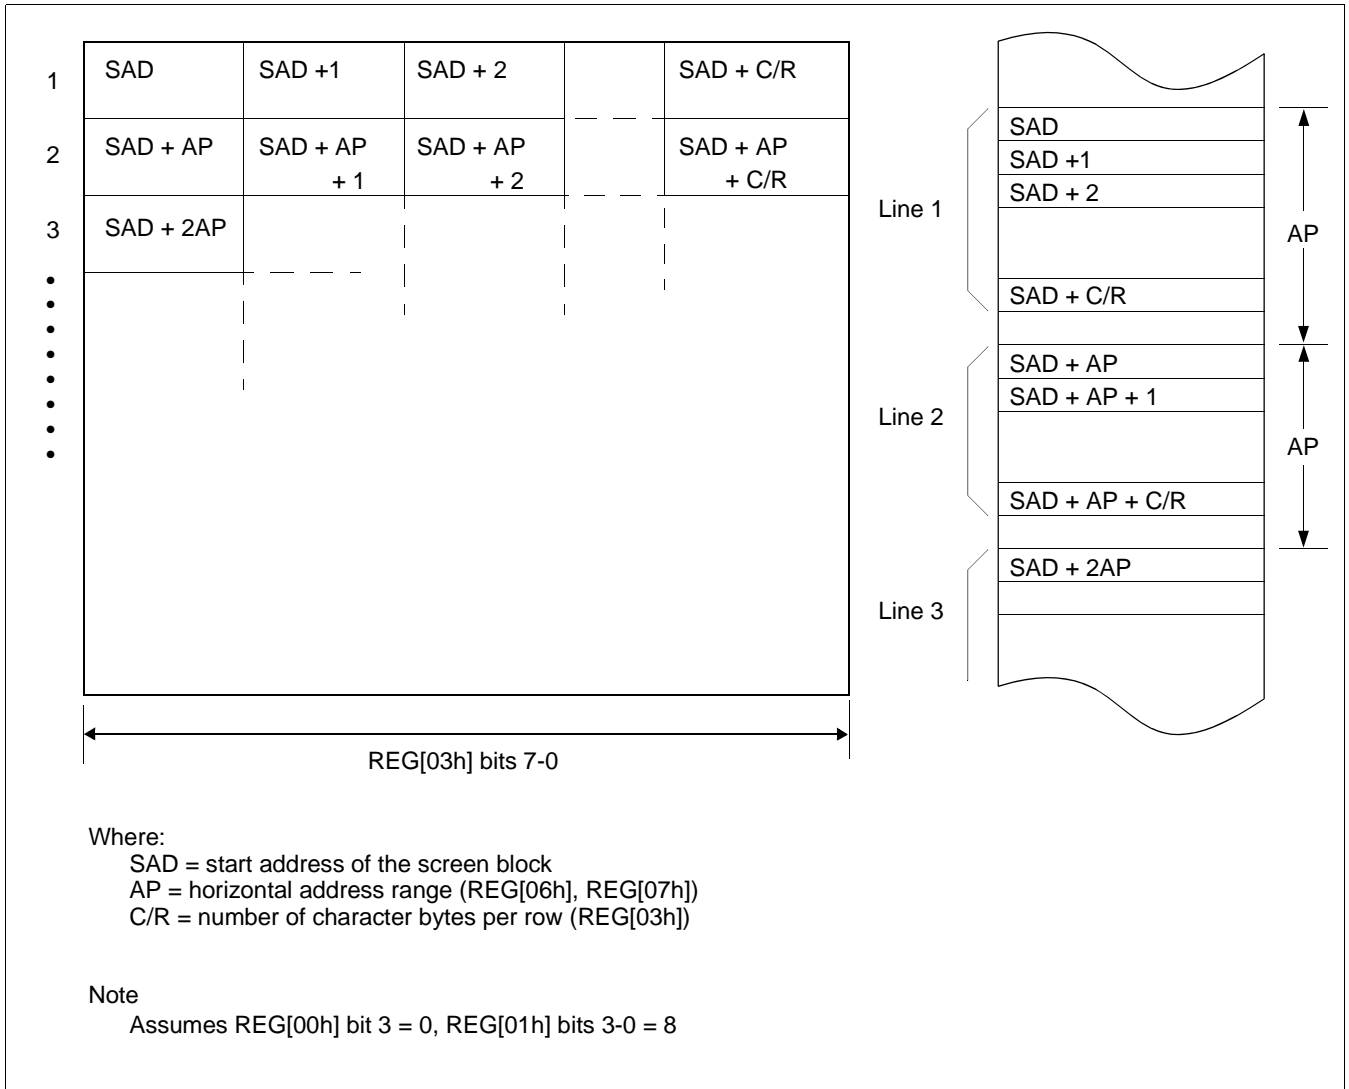 1 SAD SAD +1 SAD + 2 SAD + C/R
2 SAD + AP SAD + AP + 1 SAD + AP + 2 SAD + AP + C/R
3 SAD + 2AP
REG[03h] bits 7-0
Line 1
SAD
SAD +1
SAD + 2
SAD + C/R
AP
Line 2
SAD + AP
SAD + AP + 1
SAD + AP + C/R
AP
Line 3
SAD + 2AP
Where:
SAD = start address of the screen block
AP = horizontal address range (REG[06h], REG[07h])
C/R = number of character bytes per row (REG[03h])
Note
Assumes REG[00h] bit 3 = 0, REG[01h] bits 3-0 = 8